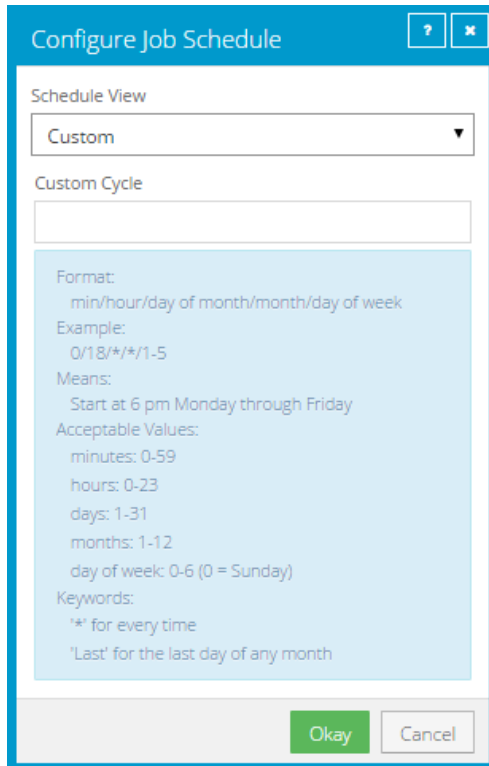 Configure Job Schedule
?
×
Schedule View
Custom
Custom Cycle
Format:
min/hour/day of month/month/day of week
Example:
0/18/*/*/1-5
Means:
Start at 6 pm Monday through Friday
Acceptable Values:
minutes: 0-59
hours: 0-23
days: 1-31
months: 1-12
day of week: 0-6 (0 = Sunday)
Keywords:
'*' for every time
'Last' for the last day of any month
Okay
Cancel